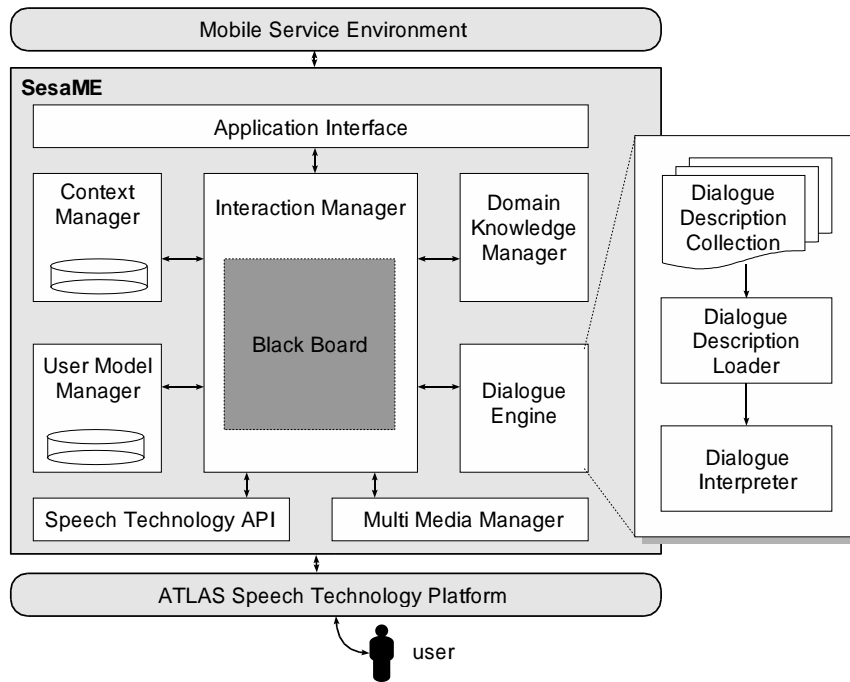 Mobile Service Environment
SesaME
Application Interface
Context
Manager
Interaction Manager
Domain
Knowledge
Manager
Black Board
User Model
Manager
Dialogue
Engine
Speech Technology API
Multi Media Manager
Dialogue
Description
Collection
Dialogue
Description
Loader
Dialogue
Interpreter
ATLAS Speech Technology Platform
user